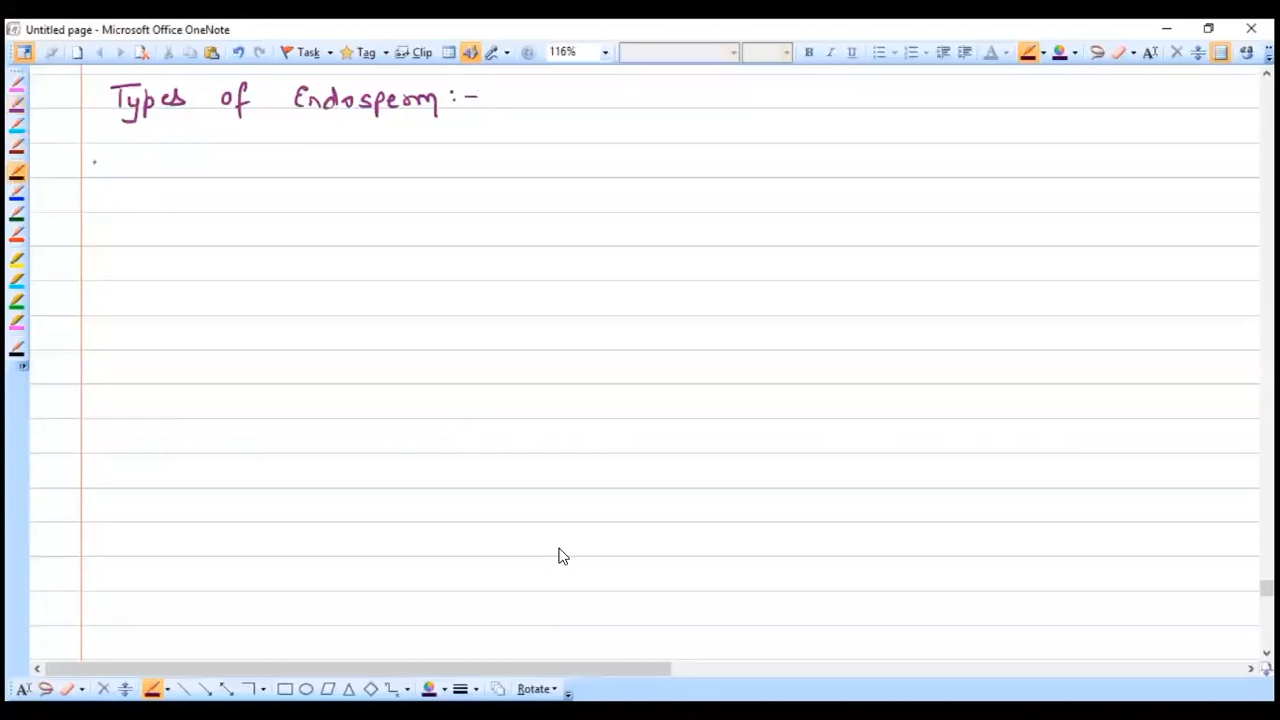 Untitled page - Microsoft Office OneNote
Task Tag Clip 116% B I U A A
Types of Endosperm :-
A Rotate